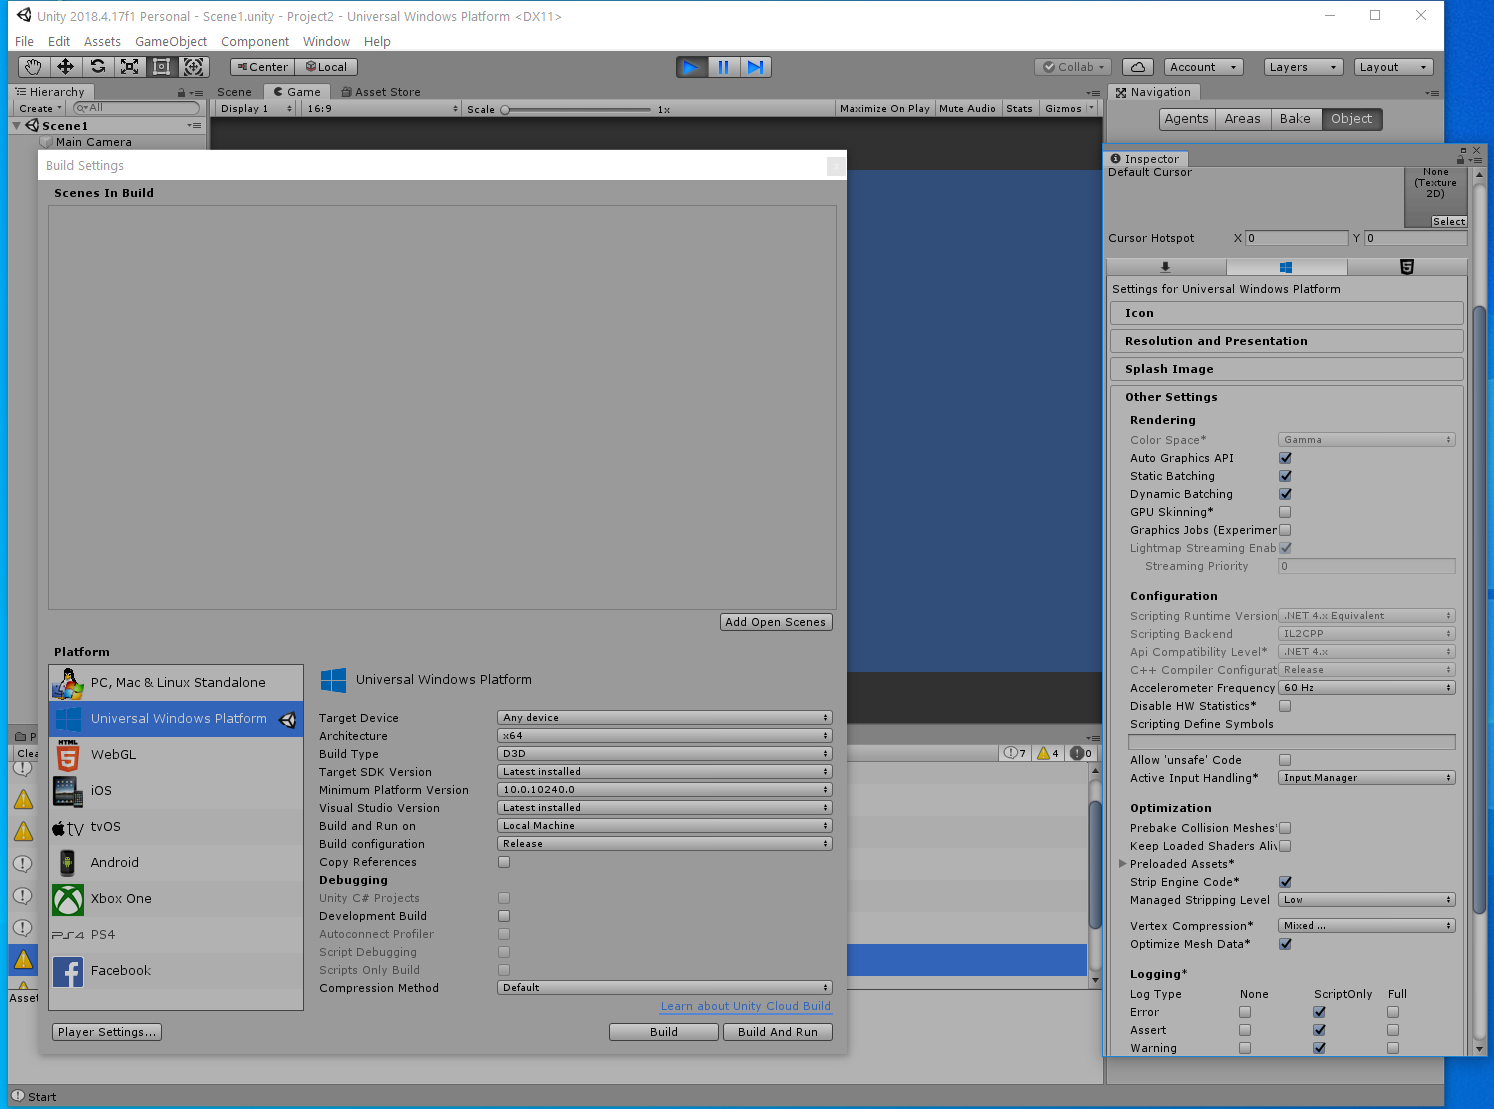 Unity 2018.4.17f1 Personal - Scene1.unity - Project2 - Universal Windows Platform <DX11>
File Edit Assets GameObject Component Window Help
Center Local Collab Account Layers Layout
Hierarchy Scene Game Asset Store Navigation
Create All Display 1 16:9 Scale 1x Maximize On Play Mute Audio Stats Gizmos
Scene1 Agents Areas Bake Object
Main Camera
Build Settings
Scenes In Build
Add Open Scenes
Platform
PC, Mac & Linux Standalone
Universal Windows Platform
HTML
5
WebGL
iOS
tv tvOS
Android
Xbox One
PS4 PS4
Facebook
Universal Windows Platform
Target Device Any device
Architecture x64
Build Type D3D
Target SDK Version Latest installed
Minimum Platform Version 10.0.10240.0
Visual Studio Version Latest installed
Build and Run on Local Machine
Build configuration Release
Copy References
Debugging
Unity C# Projects
Development Build
Autoconnect Profiler
Script Debugging
Scripts Only Build
Compression Method Default
Learn about Unity Cloud Build
Player Settings... Build Build And Run
P
Clea
7 4 0
Asset
Start
Inspector
Default Cursor
None
(Texture
2D)
Select
Cursor Hotspot X 0 Y 0
Settings for Universal Windows Platform
Icon
Resolution and Presentation
Splash Image
Other Settings
Rendering
Color Space* Gamma
Auto Graphics API
Static Batching
Dynamic Batching
GPU Skinning*
Graphics Jobs (Experimer
Lightmap Streaming Enab
Streaming Priority 0
Configuration
Scripting Runtime Version .NET 4.x Equivalent
Scripting Backend IL2CPP
Api Compatibility Level* .NET 4.x
C++ Compiler Configurat Release
Accelerometer Frequency 60 Hz
Disable HW Statistics*
Scripting Define Symbols
Allow 'unsafe' Code
Active Input Handling* Input Manager
Optimization
Prebake Collision Meshes*
Keep Loaded Shaders Aliv
Preloaded Assets*
Strip Engine Code*
Managed Stripping Level Low
Vertex Compression* Mixed ...
Optimize Mesh Data*
Logging*
Log Type None ScriptOnly Full
Error
Assert
Warning